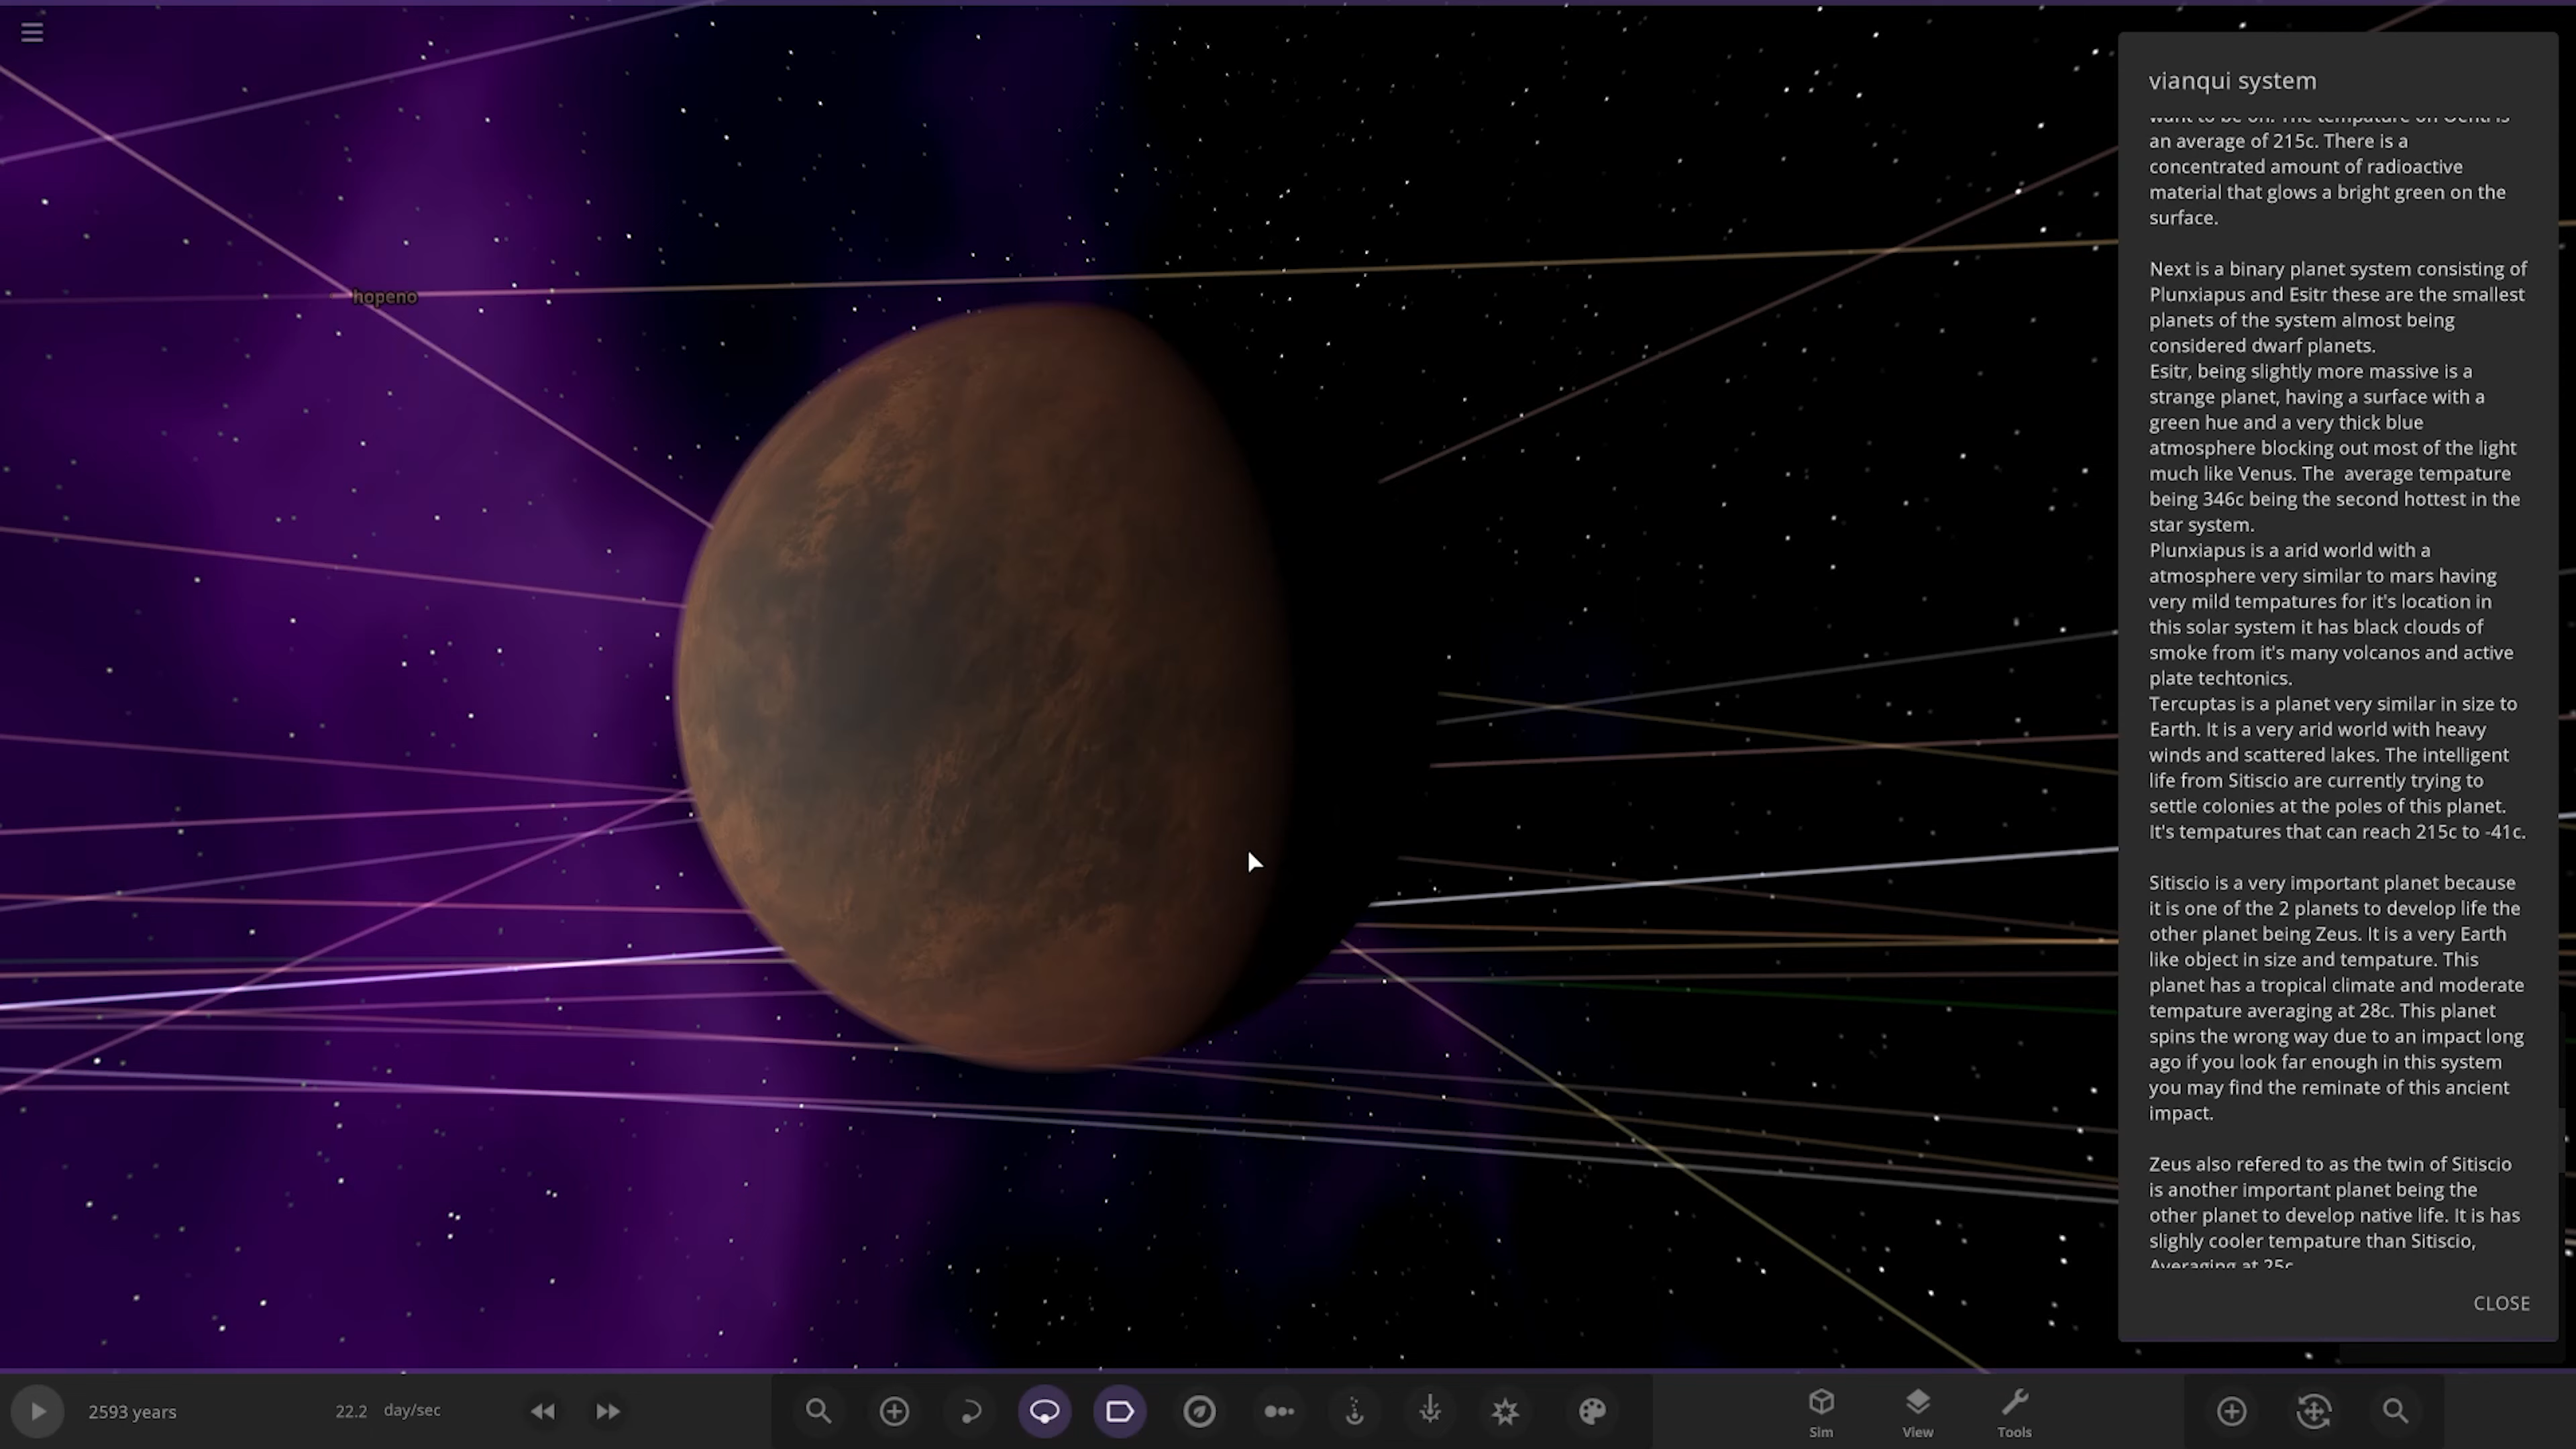 vianqui system
want to be on. The tempature on Oenti is
an average of 215c. There is a
concentrated amount of radioactive
material that glows a bright green on the
surface.
Next is a binary planet system consisting of
Plunxiapus and Esitr these are the smallest
planets of the system almost being
considered dwarf planets.
Esitr, being slightly more massive is a
strange planet, having a surface with a
green hue and a very thick blue
atmosphere blocking out most of the light
much like Venus. The  average tempature
being 346c being the second hottest in the
star system.
Plunxiapus is a arid world with a
atmosphere very similar to mars having
very mild tempatures for it's location in
this solar system it has black clouds of
smoke from it's many volcanos and active
plate techtonics.
Tercuptas is a planet very similar in size to
Earth. It is a very arid world with heavy
winds and scattered lakes. The intelligent
life from Sitiscio are currently trying to
settle colonies at the poles of this planet.
It's tempatures that can reach 215c to -41c.
Sitiscio is a very important planet because
it is one of the 2 planets to develop life the
other planet being Zeus. It is a very Earth
like object in size and tempature. This
planet has a tropical climate and moderate
tempature averaging at 28c. This planet
spins the wrong way due to an impact long
ago if you look far enough in this system
you may find the reminate of this ancient
impact.
Zeus also refered to as the twin of Sitiscio
is another important planet being the
other planet to develop native life. It is has
slighly cooler tempature than Sitiscio,
Averaging at 25c
CLOSE
hopeno
2593 years
22.2 day/sec
Sim
View
Tools